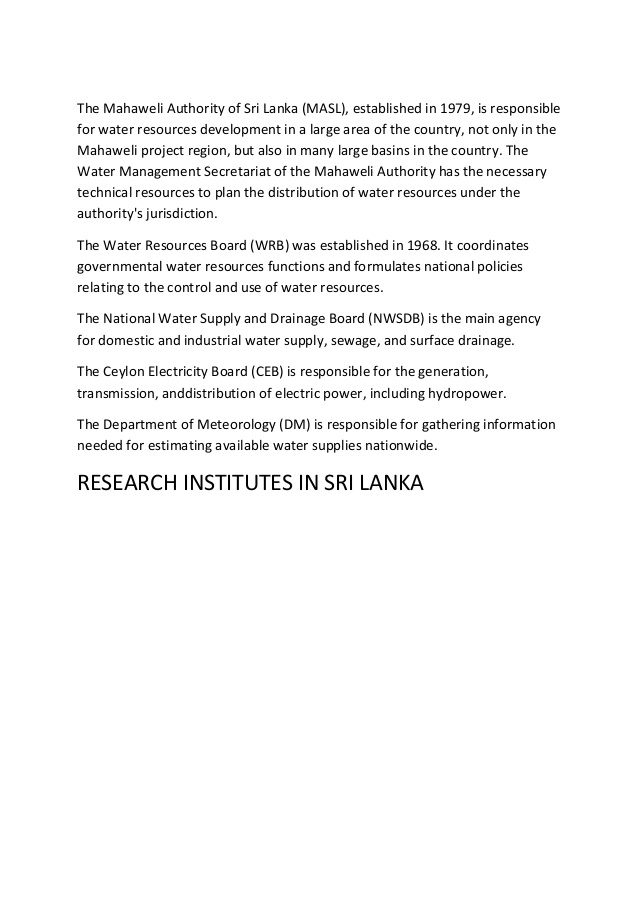 The Mahaweli Authority of Sri Lanka (MASL), established in 1979, is responsible
for water resources development in a large area of the country, not only in the
Mahaweli project region, but also in many large basins in the country. The
Water Management Secretariat of the Mahaweli Authority has the necessary
technical resources to plan the distribution of water resources under the
authority's jurisdiction.
The Water Resources Board (WRB) was established in 1968. It coordinates
governmental water resources functions and formulates national policies
relating to the control and use of water resources.
The National Water Supply and Drainage Board (NWSDB) is the main agency
for domestic and industrial water supply, sewage, and surface drainage.
The Ceylon Electricity Board (CEB) is responsible for the generation,
transmission, anddistribution of electric power, including hydropower.
The Department of Meteorology (DM) is responsible for gathering information
needed for estimating available water supplies nationwide.
RESEARCH INSTITUTES IN SRI LANKA